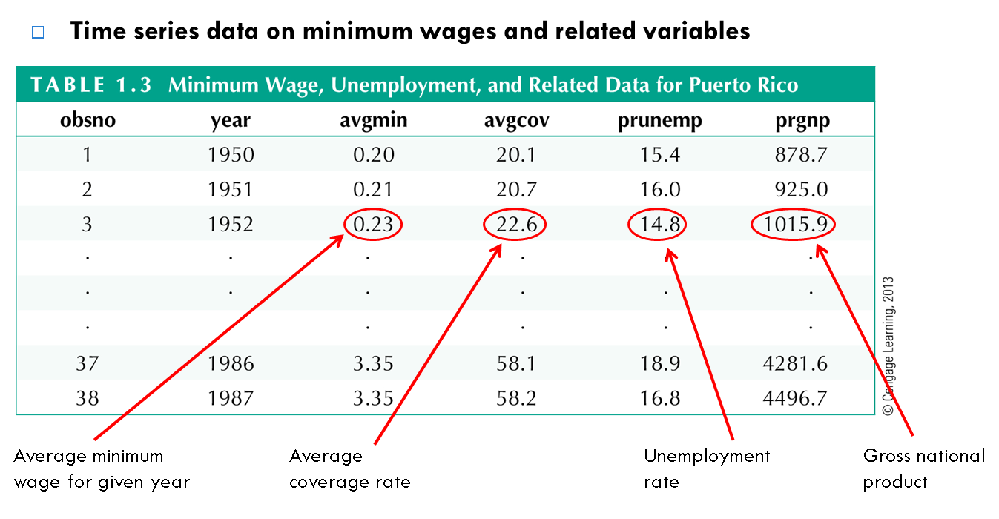 Time series data on minimum wages and related variables
TABLE 1.3 Minimum Wage, Unemployment, and Related Data for Puerto Rico
obsno year avgmin avgcov prunemp prgnp
1 1950 0.20 20.1 15.4 878.7
2 1951 0.21 20.7 16.0 925.0
3 1952 0.23 22.6 14.8 1015.9
. . . . . .
. . . . . .
. . . . .
37 1986 3.35 58.1 18.9 4281.6
38 1987 3.35 58.2 16.8 4496.7
© Cengage Learning, 2013
Average minimum
wage for given year
Average
coverage rate
Unemployment
rate
Gross national
product